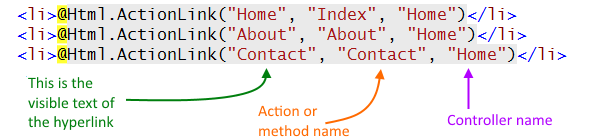 <li>@Html.ActionLink("Home", "Index", "Home")</li>
<li>@Html.ActionLink("About", "About", "Home")</li>
<li>@Html.ActionLink("Contact", "Contact", "Home")</li>
This is the
visible text of
the hyperlink
Action or
method name
Controller name